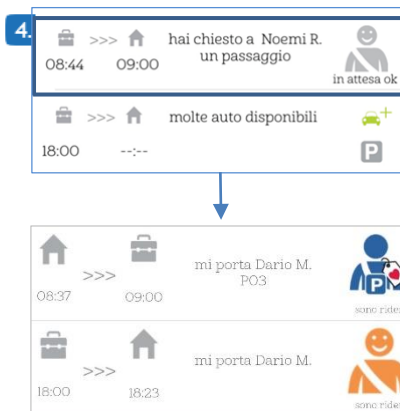 4.
>>>
hai chiesto a Noemi R.
un passaggio
08:44 09:00
in attesa ok
>>>
molte auto disponibili
18:00 --:--
P
>>>
mi porta Dario M.
PO3
08:37 09:00
P
sono rider
>>>
mi porta Dario M.
18:00 18:23
sono rider